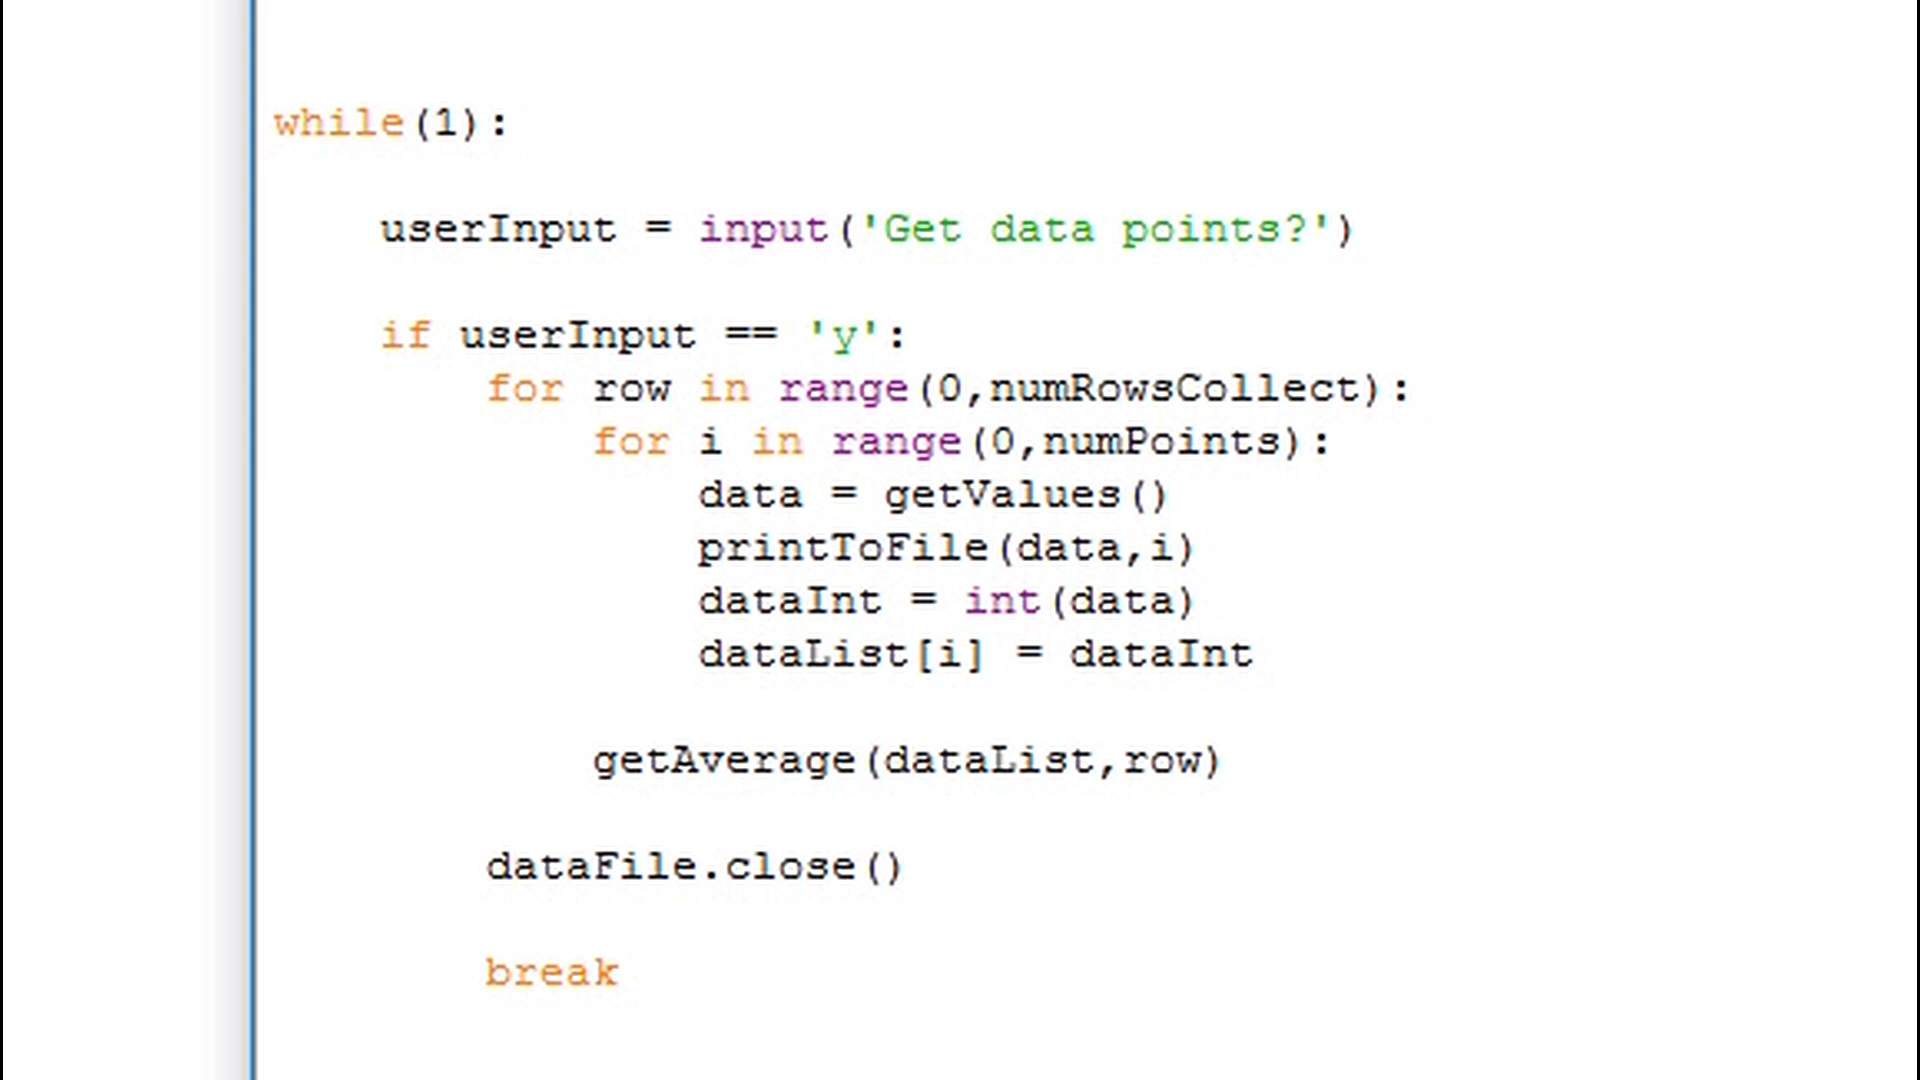 while(1):
    userInput = input('Get data points?')
    if userInput == 'y':
        for row in range(0,numRowsCollect):
            for i in range(0,numPoints):
                data = getValues()
                printToFile(data,i)
                dataInt = int(data)
                dataList[i] = dataInt
            getAverage(dataList,row)
        dataFile.close()
        break